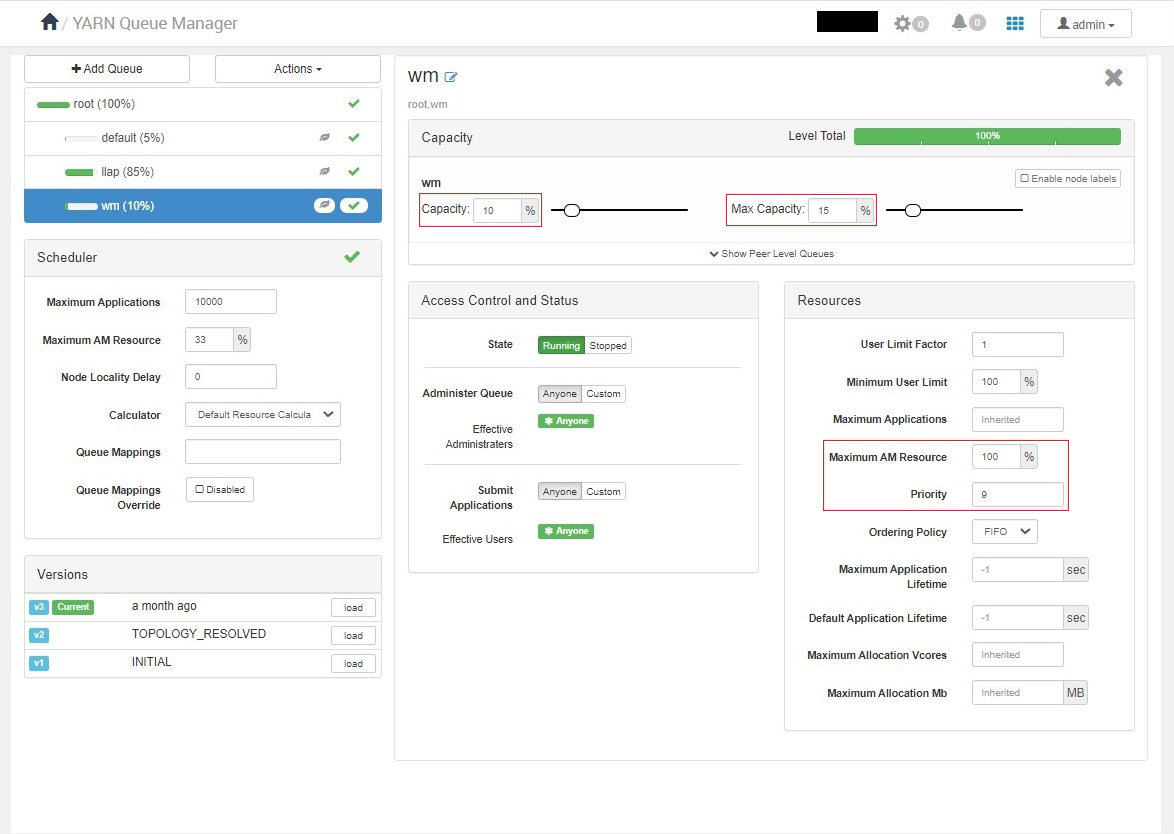 / YARN Queue Manager
0
0
admin
Add Queue
Actions
root (100%)
default (5%)
llap (85%)
wm (10%)
Scheduler
Maximum Applications
10000
Maximum AM Resource
33
%
Node Locality Delay
0
Calculator
Default Resource Calcula
Queue Mappings
Queue Mappings
Override
Disabled
Versions
v3 Current a month ago load
v2 TOPOLOGY_RESOLVED load
v1 INITIAL load
wm
root.wm
Capacity
Level Total
100%
wm
Enable node labels
Capacity: 10 %
Max Capacity: 15 %
Show Peer Level Queues
Access Control and Status
State
Running Stopped
Administer Queue
Anyone Custom
Effective
Administraters
Anyone
Submit
Applications
Anyone Custom
Effective Users
Anyone
Resources
User Limit Factor
1
Minimum User Limit
100 %
Maximum Applications
Inherited
Maximum AM Resource
100 %
Priority
9
Ordering Policy
FIFO
Maximum Application
Lifetime
-1 sec
Default Application Lifetime
-1 sec
Maximum Allocation Vcores
Inherited
Maximum Allocation Mb
Inherited MB